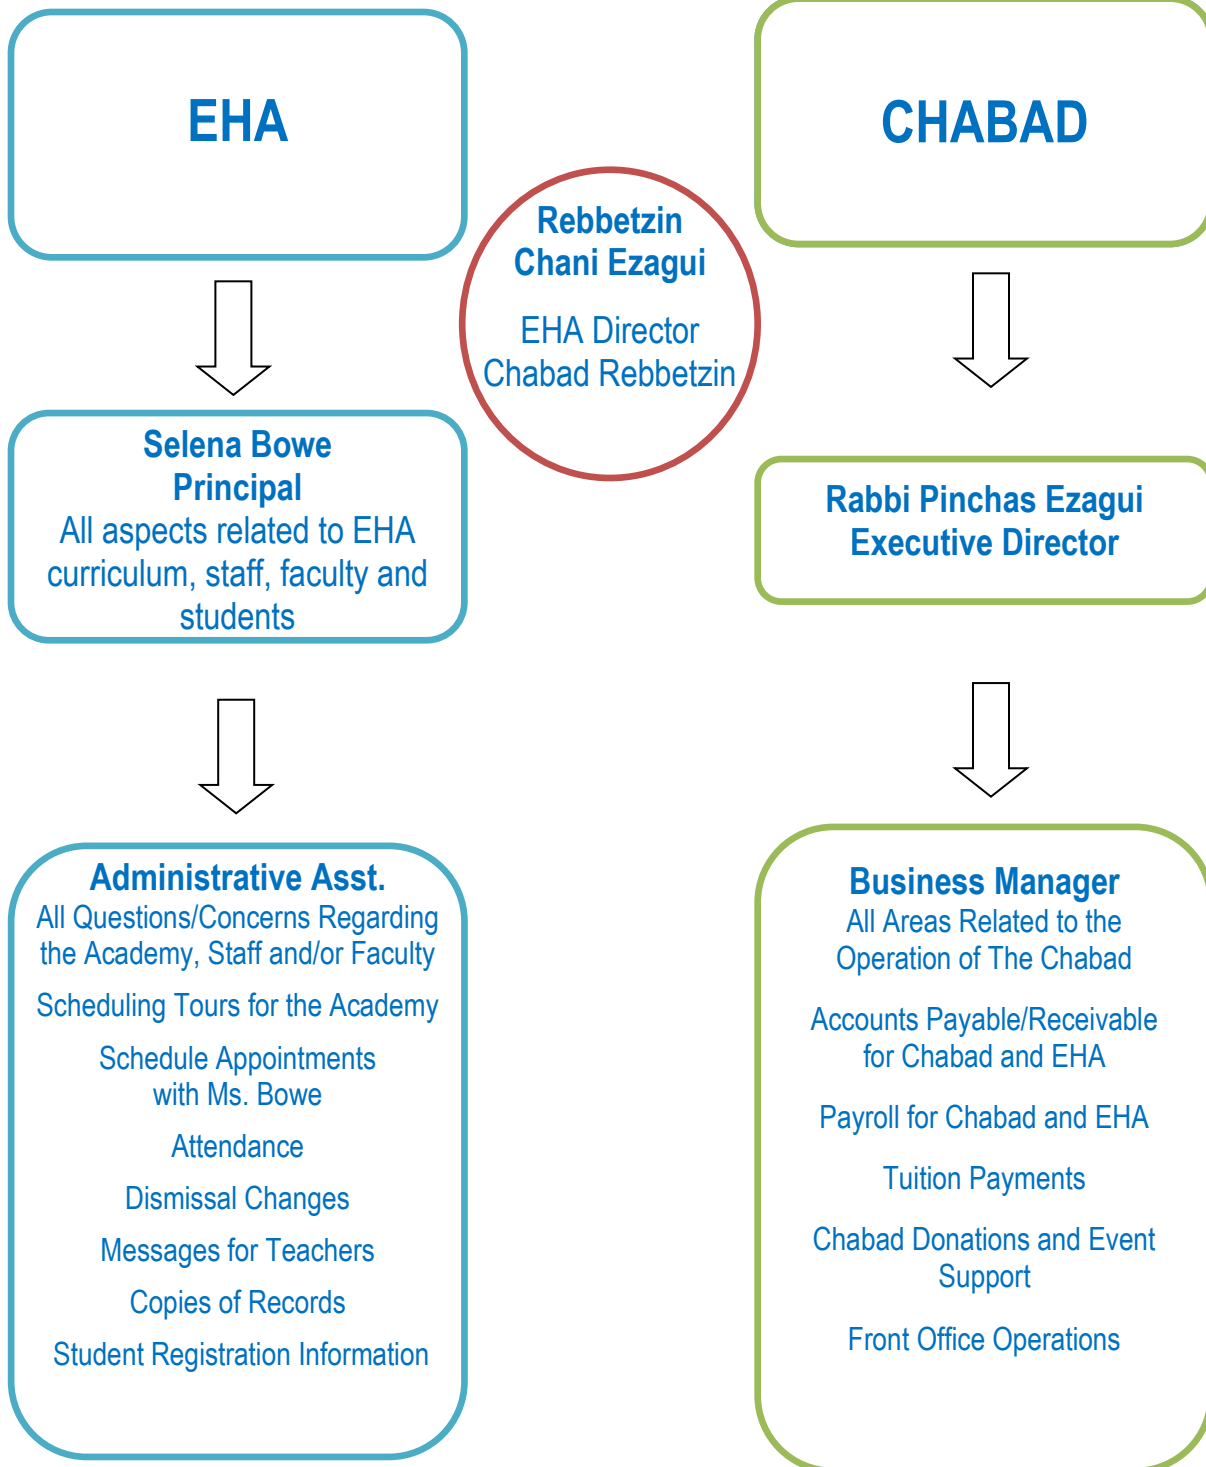 EHA
CHABAD
Rebbetzin
Chani Ezagui
EHA Director
Chabad Rebbetzin
Selena Bowe
Principal
All aspects related to EHA
curriculum, staff, faculty and
students
Rabbi Pinchas Ezagui
Executive Director
Administrative Asst.
All Questions/Concerns Regarding
the Academy, Staff and/or Faculty
Scheduling Tours for the Academy
Schedule Appointments
with Ms. Bowe
Attendance
Dismissal Changes
Messages for Teachers
Copies of Records
Student Registration Information
Business Manager
All Areas Related to the
Operation of The Chabad
Accounts Payable/Receivable
for Chabad and EHA
Payroll for Chabad and EHA
Tuition Payments
Chabad Donations and Event
Support
Front Office Operations